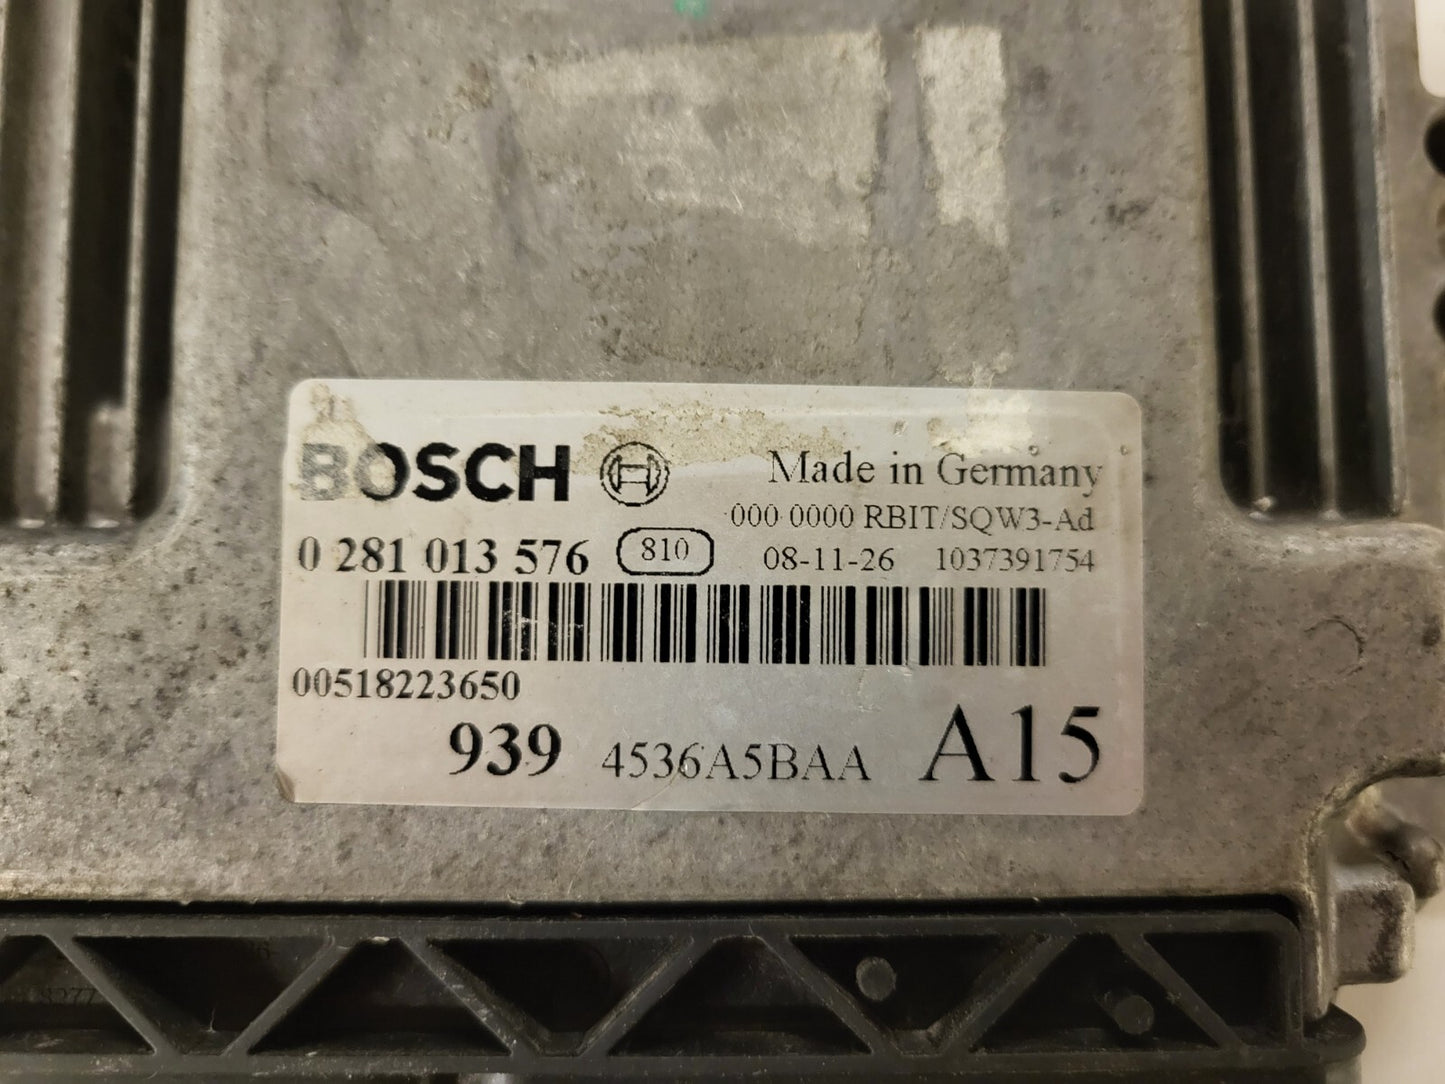 BOSCH
Made in Germany
000 0000 RBIT/SQW3-Ad
0 281 013 576 810 08-11-26 1037391754
00518223650
939 4536A5BAA A15
8277